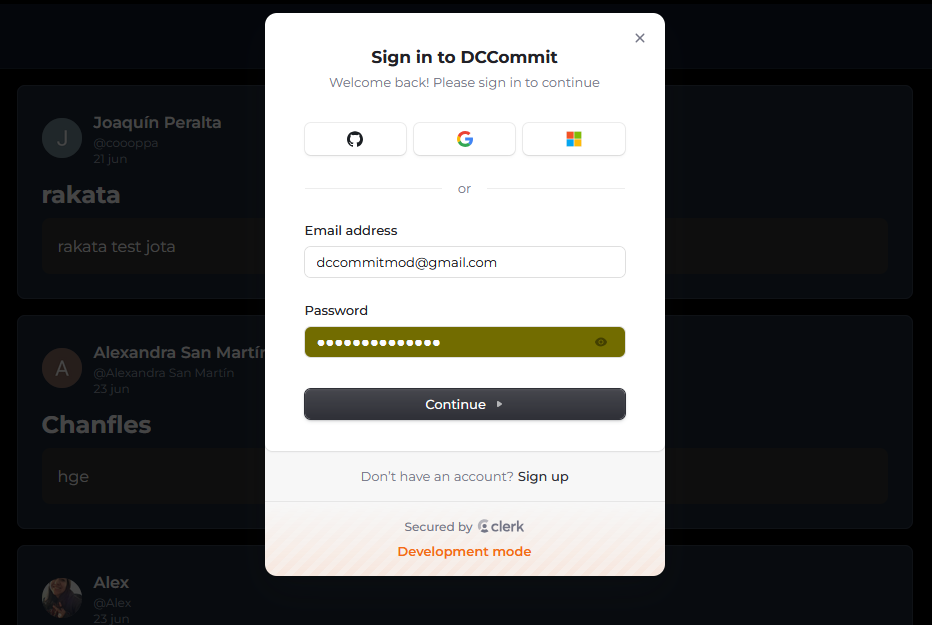 Sign in to DCCommit
Welcome back! Please sign in to continue
or
Email address
dccommitmod@gmail.com
Password
••••••••••••••
Continue
Don't have an account? Sign up
Secured by clerk
Development mode
J
Joaquín Peralta
@coooppa
21 jun
rakata
rakata test jota
A
Alexandra San Martín
@Alexandra San Martín
23 jun
Chanfles
hge
Alex
@Alex
23 jun